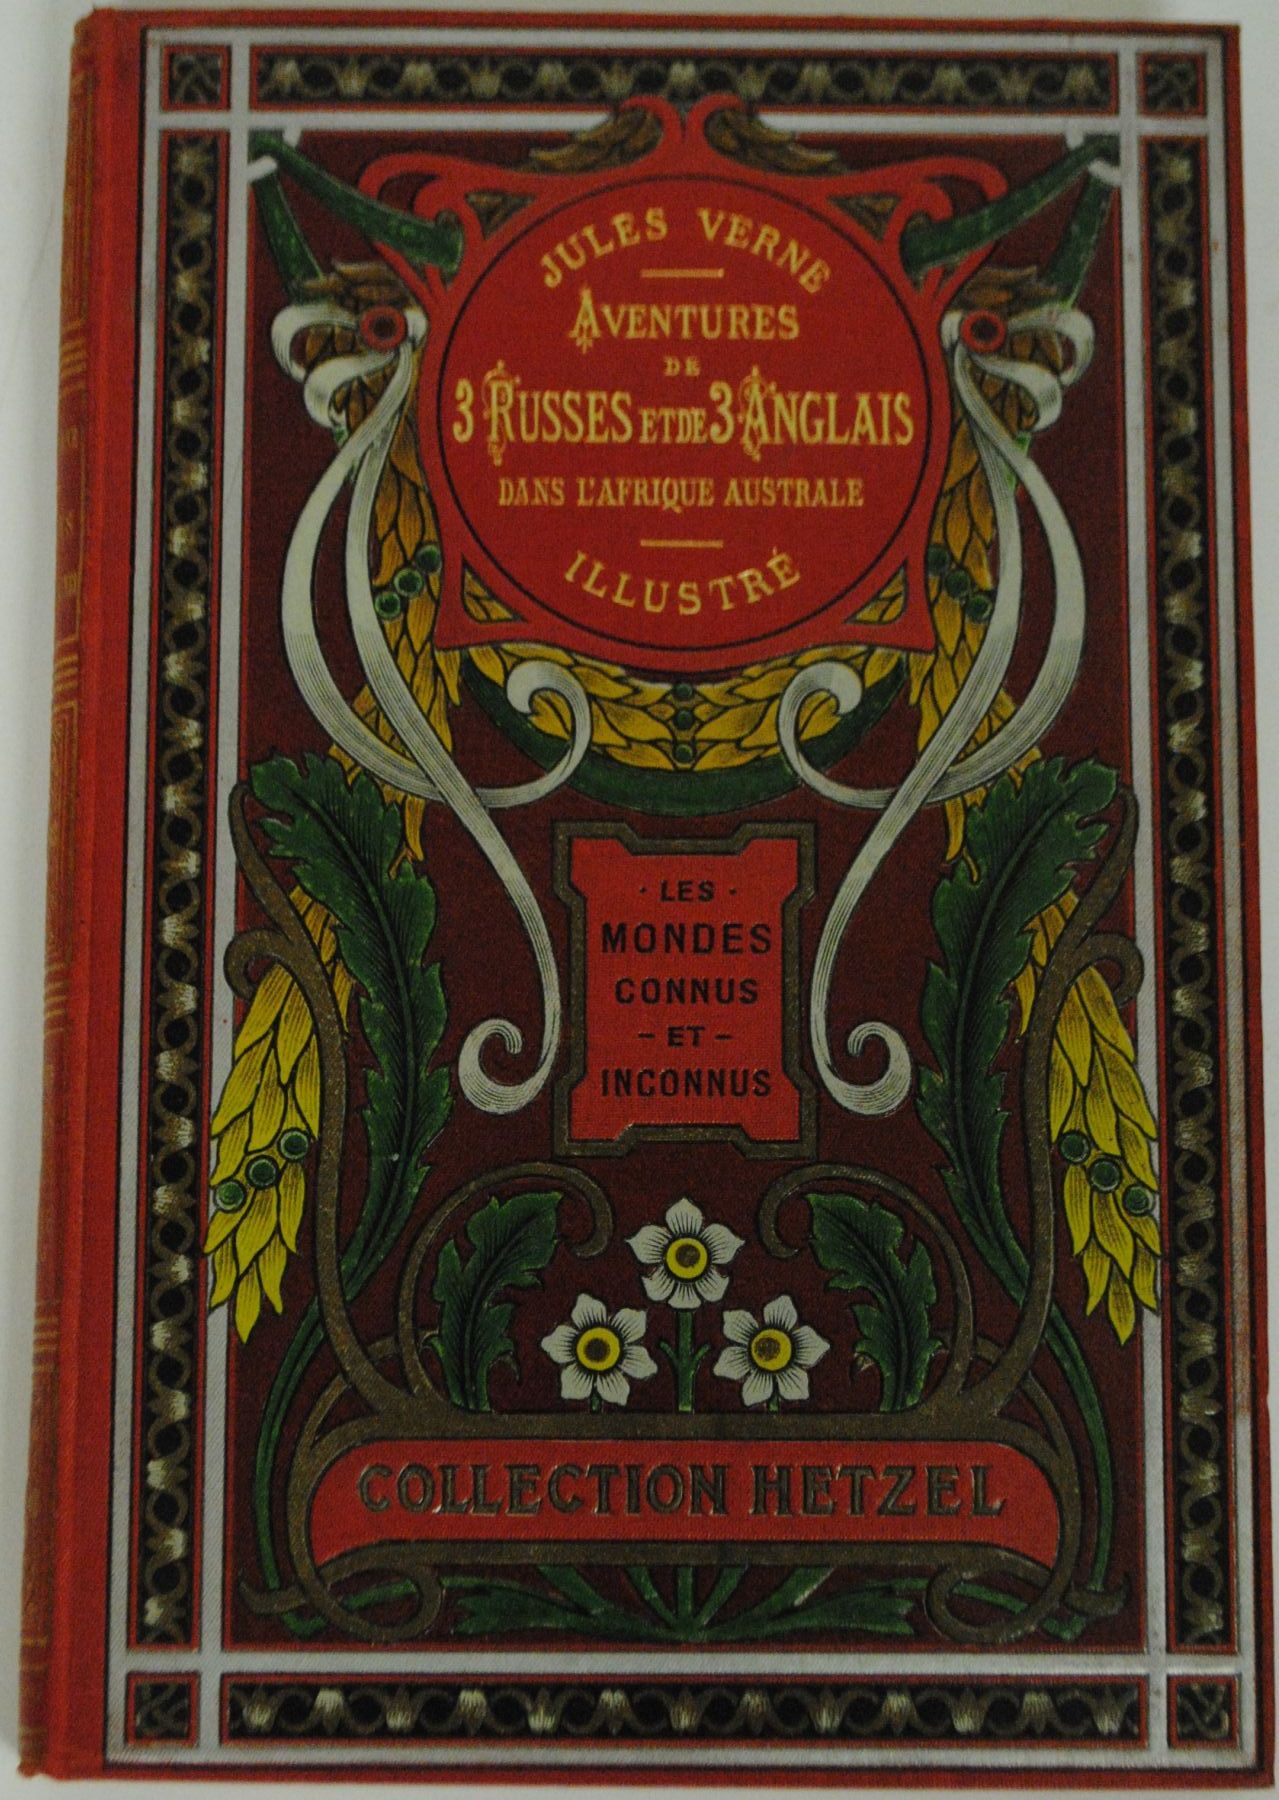 JULES VERNE
AVENTURES
DE
3 RUSSES ET DE 3 ANGLAIS
DANS L'AFRIQUE AUSTRALE
ILLUSTRÉ
· LES ·
MONDES
CONNUS
– ET –
INCONNUS
COLLECTION HETZEL